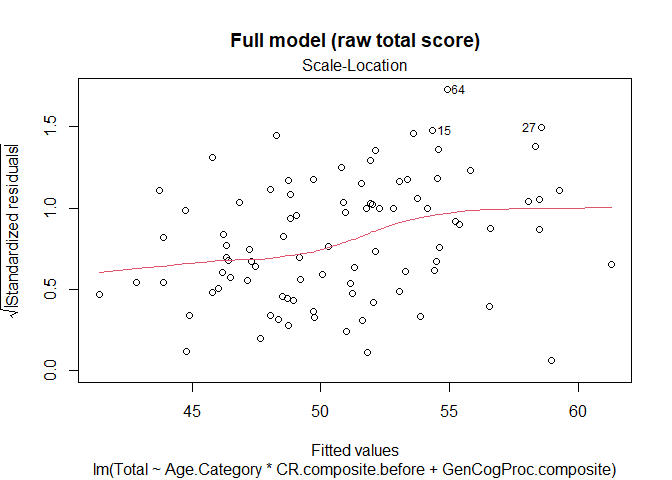 Full model (raw total score)
Scale-Location
√|Standardized residuals|
1.5
1.0
0.5
0.0
64
15
27
45
50
55
60
Fitted values
lm(Total ~ Age.Category * CR.composite.before + GenCogProc.composite)